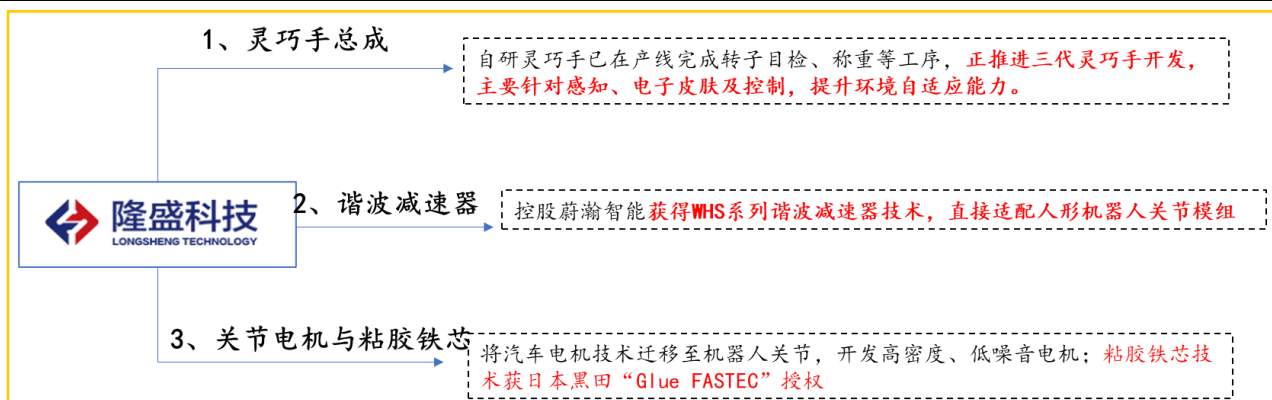 1、灵巧手总成
自研灵巧手已在产线完成转子目检、称重等工序，正推进三代灵巧手开发，
主要针对感知、电子皮肤及控制，提升环境自适应能力。
隆盛科技
LONGSHENG TECHNOLOGY
2、谐波减速器
控股蔚瀚智能获得WHS系列谐波减速器技术，直接适配人形机器人关节模组
3、关节电机与粘胶铁芯
将汽车电机技术迁移至机器人关节，开发高密度、低噪音电机；粘胶铁芯技
术获日本黑田“Glue FASTEC”授权